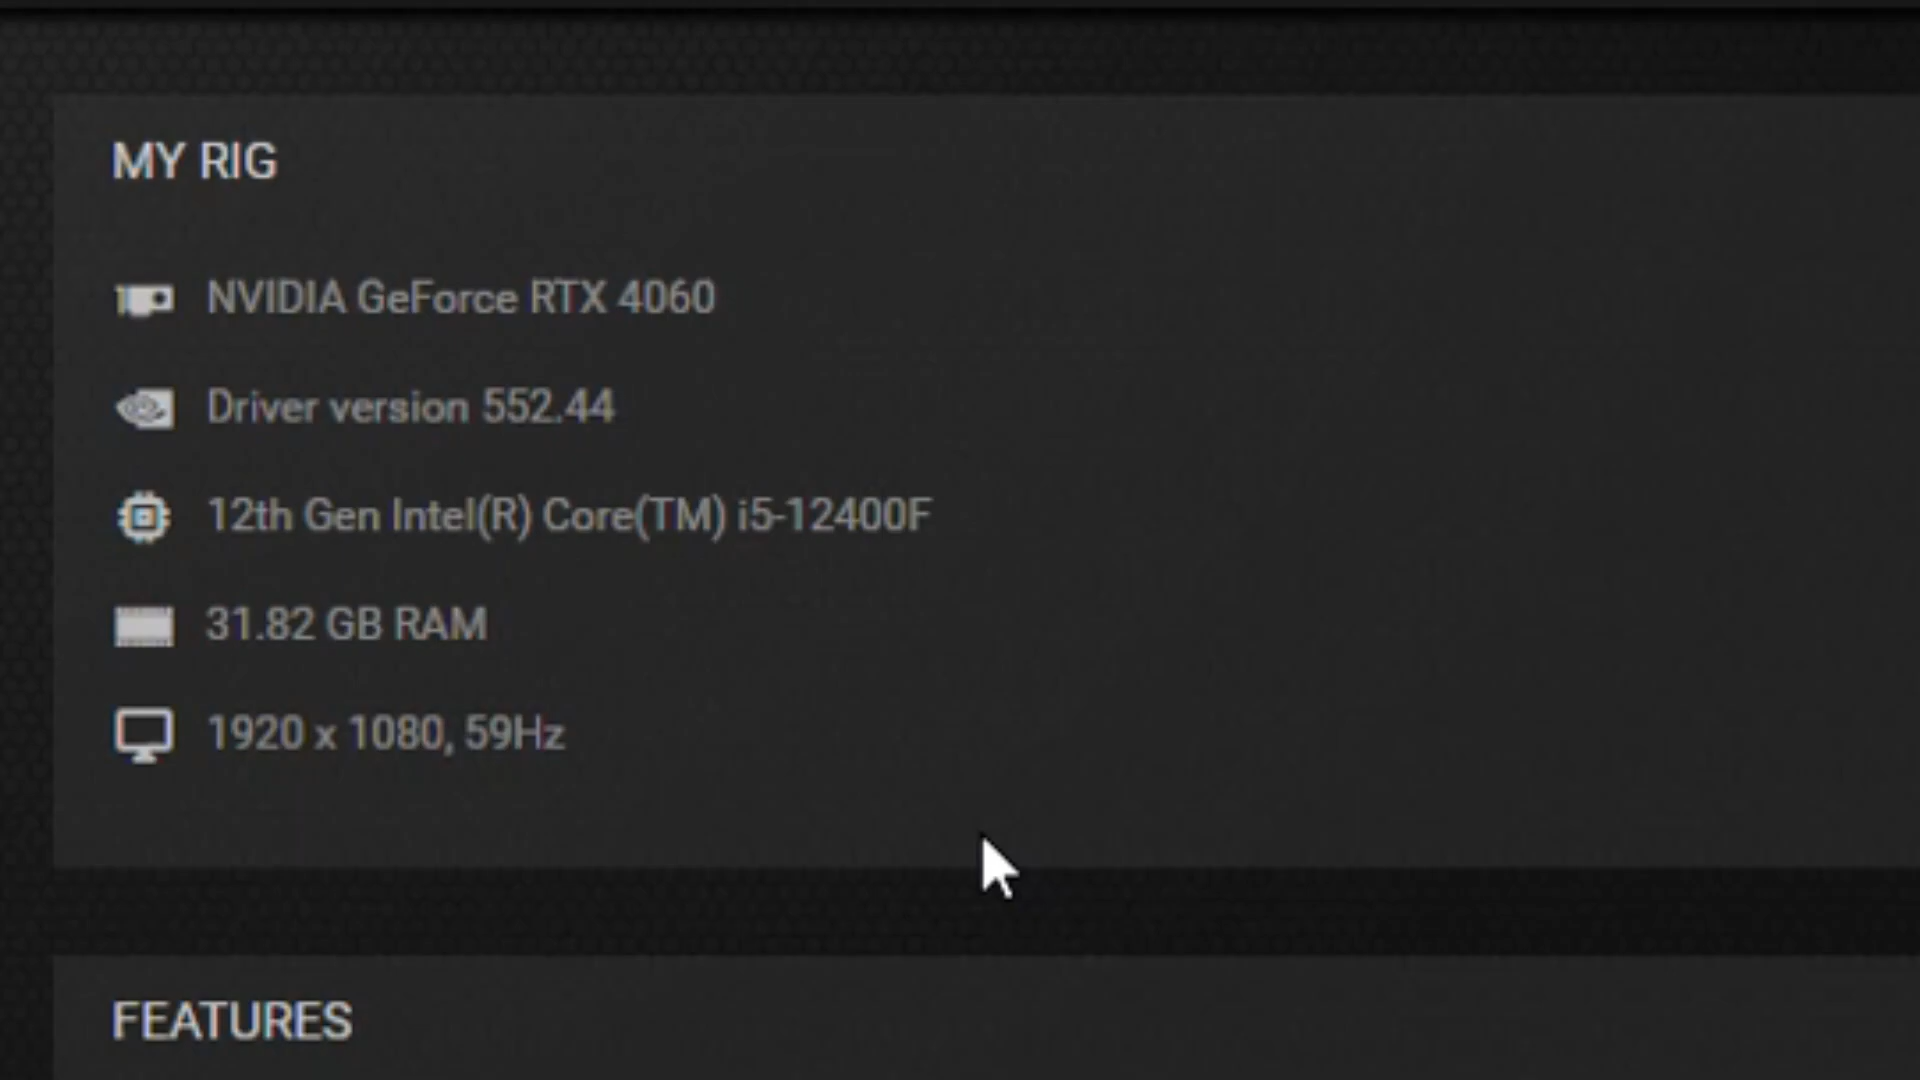 MY RIG
NVIDIA GeForce RTX 4060
Driver version 552.44
12th Gen Intel(R) Core(TM) i5-12400F
31.82 GB RAM
1920 x 1080, 59Hz
FEATURES